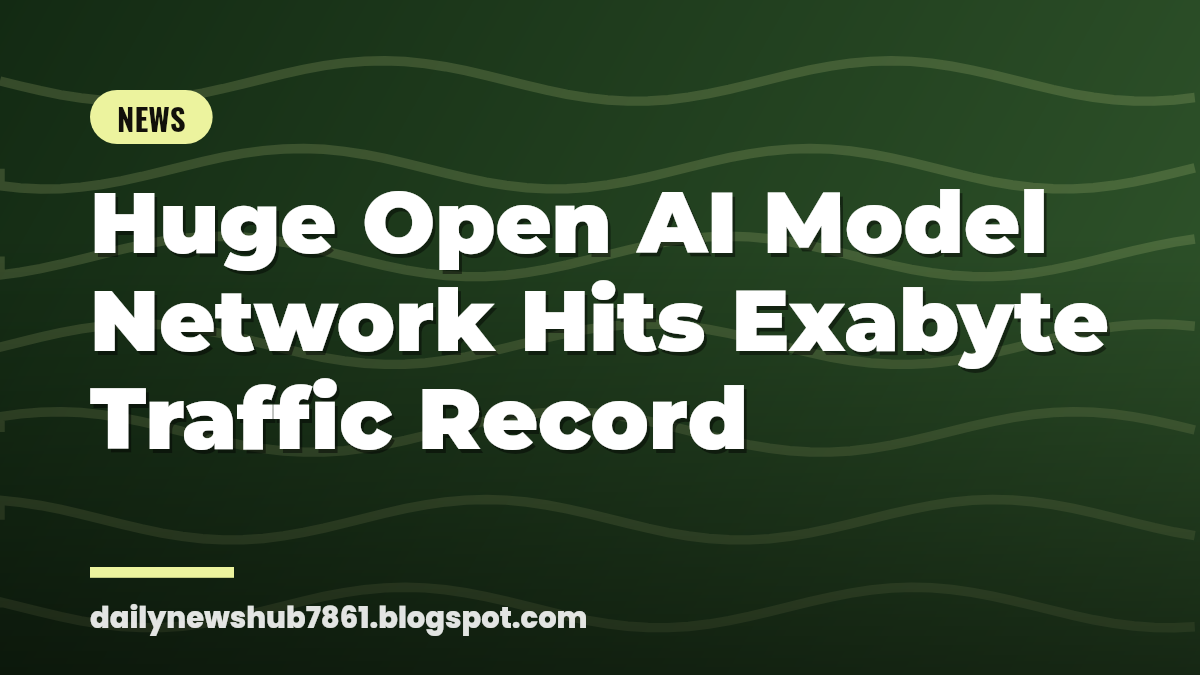 NEWS
Huge Open AI Model
Network Hits Exabyte
Traffic Record
dailynewshub7861.blogspot.com